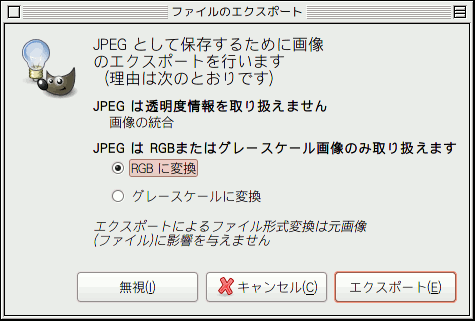 ファイルのエクスポート
JPEG として保存するために画像
のエクスポートを行います
(理由は次のとおりです)
JPEG は透明度情報を取り扱えません
画像の統合
JPEG は RGBまたはグレースケール画像のみ取り扱えます
RGB に変換
グレースケールに変換
エクスポートによるファイル形式変換は元画像
(ファイル)に影響を与えません
無視(I) キャンセル(C) エクスポート(E)